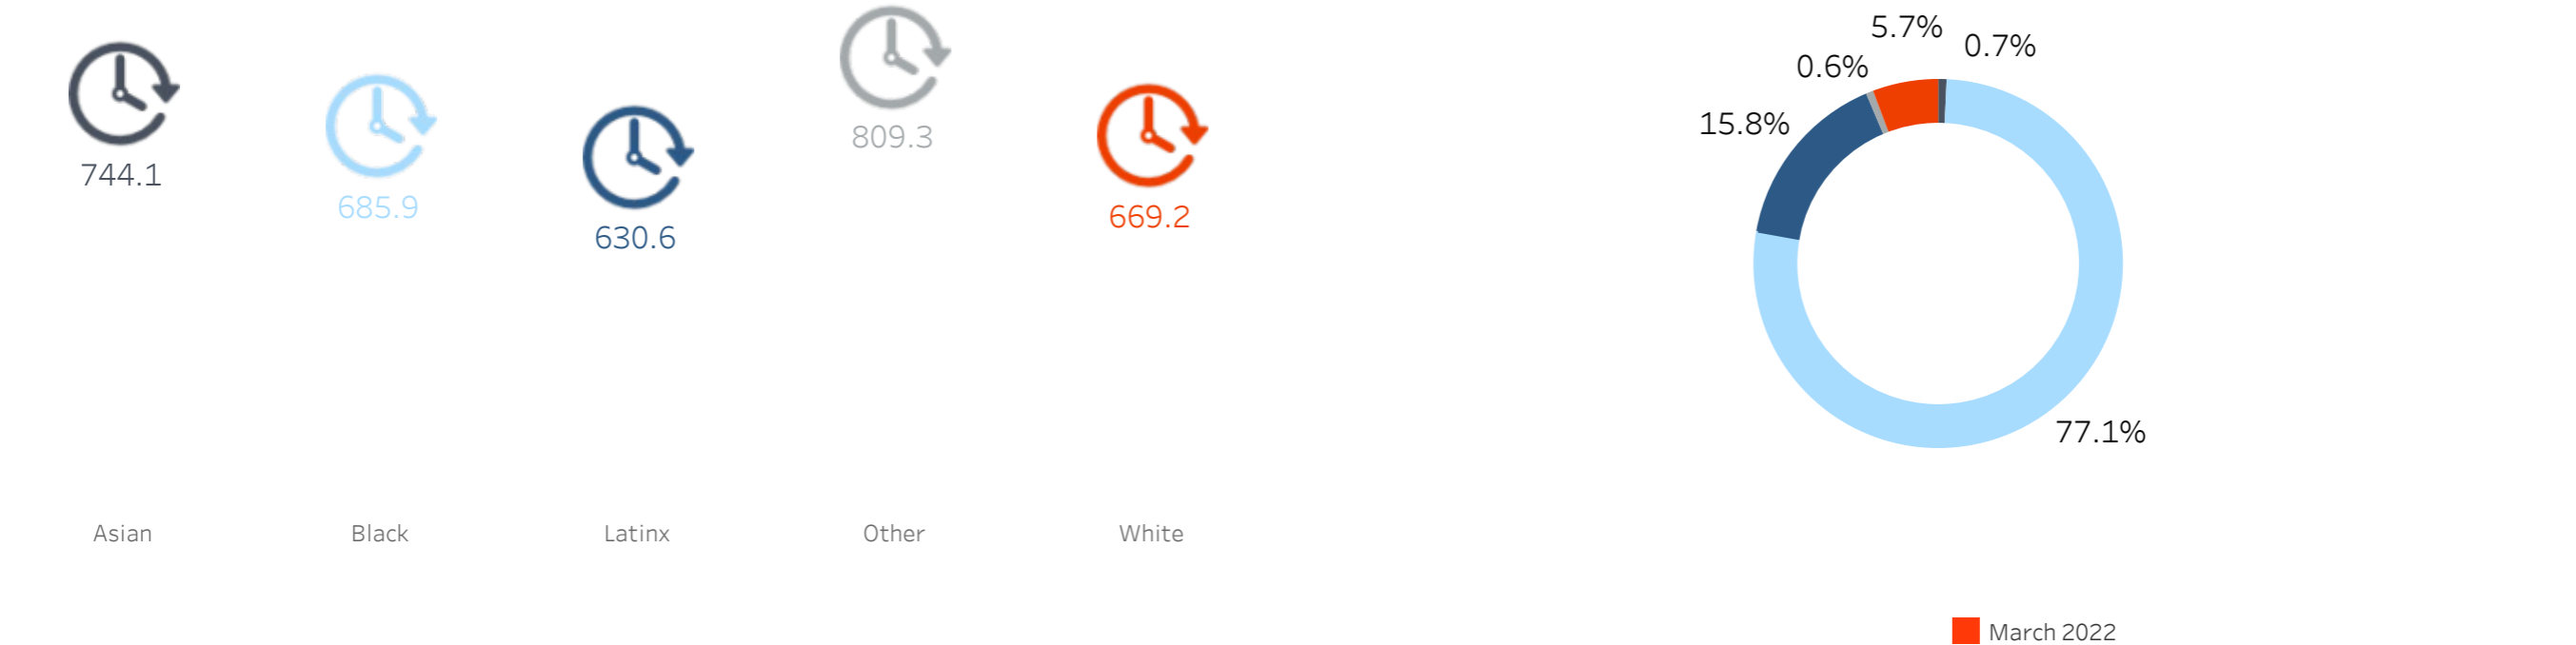 744.1
685.9
630.6
809.3
669.2
Asian
Black
Latinx
Other
White
5.7%
0.7%
0.6%
15.8%
77.1%
March 2022